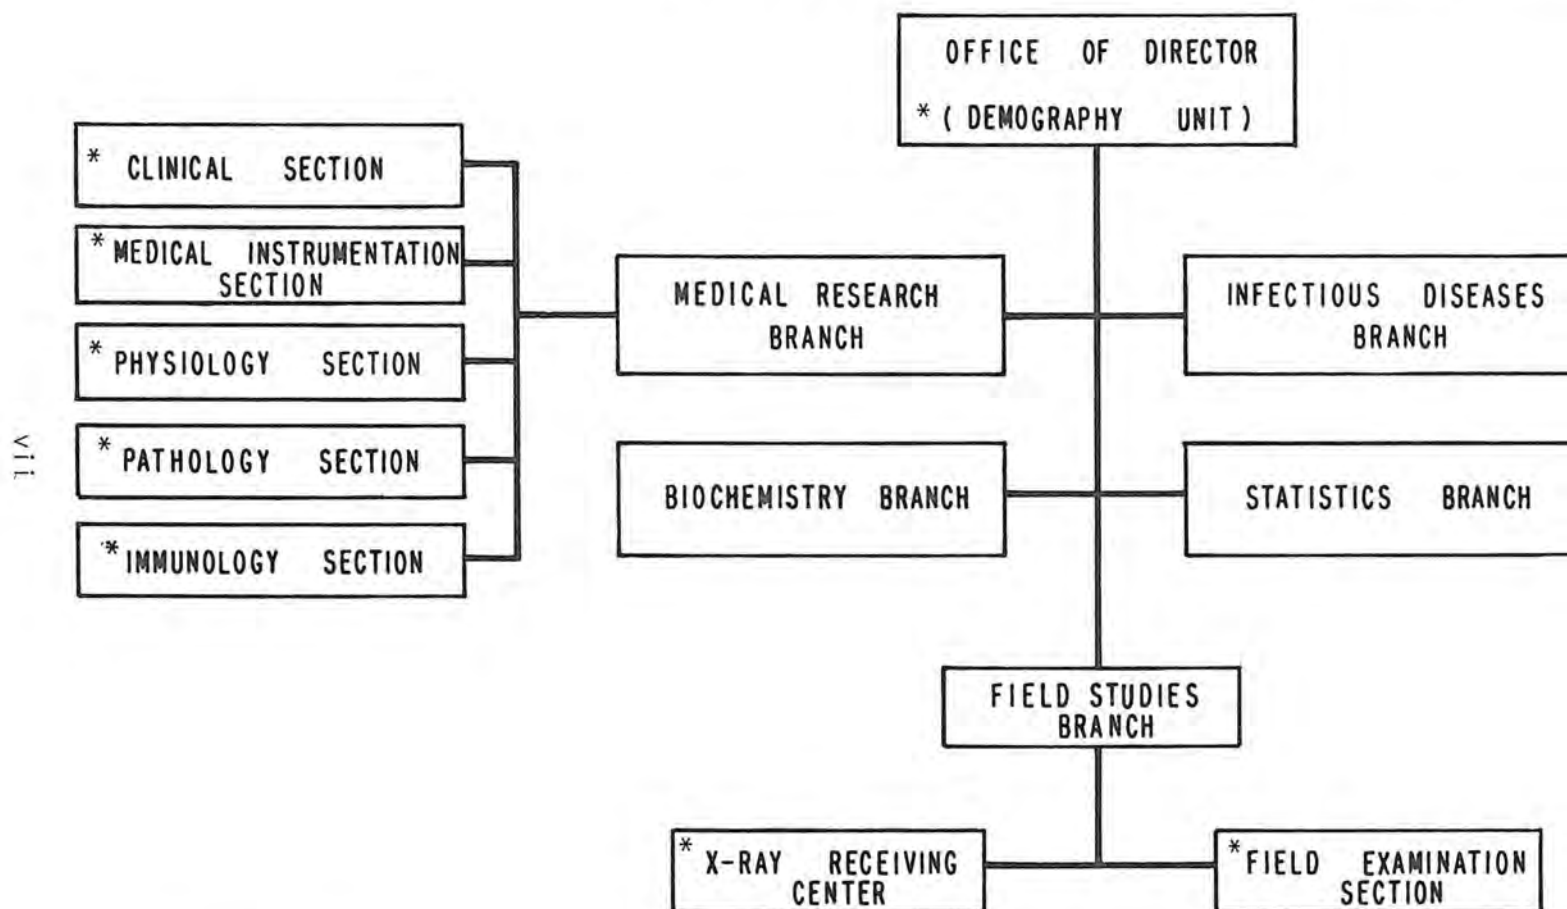 OFFICE OF DIRECTOR
* ( DEMOGRAPHY UNIT )
* CLINICAL SECTION
* MEDICAL INSTRUMENTATION
SECTION
* PHYSIOLOGY SECTION
* PATHOLOGY SECTION
* IMMUNOLOGY SECTION
MEDICAL RESEARCH
BRANCH
INFECTIOUS DISEASES
BRANCH
BIOCHEMISTRY BRANCH
STATISTICS BRANCH
FIELD STUDIES
BRANCH
* X-RAY RECEIVING
CENTER
* FIELD EXAMINATION
SECTION
vii